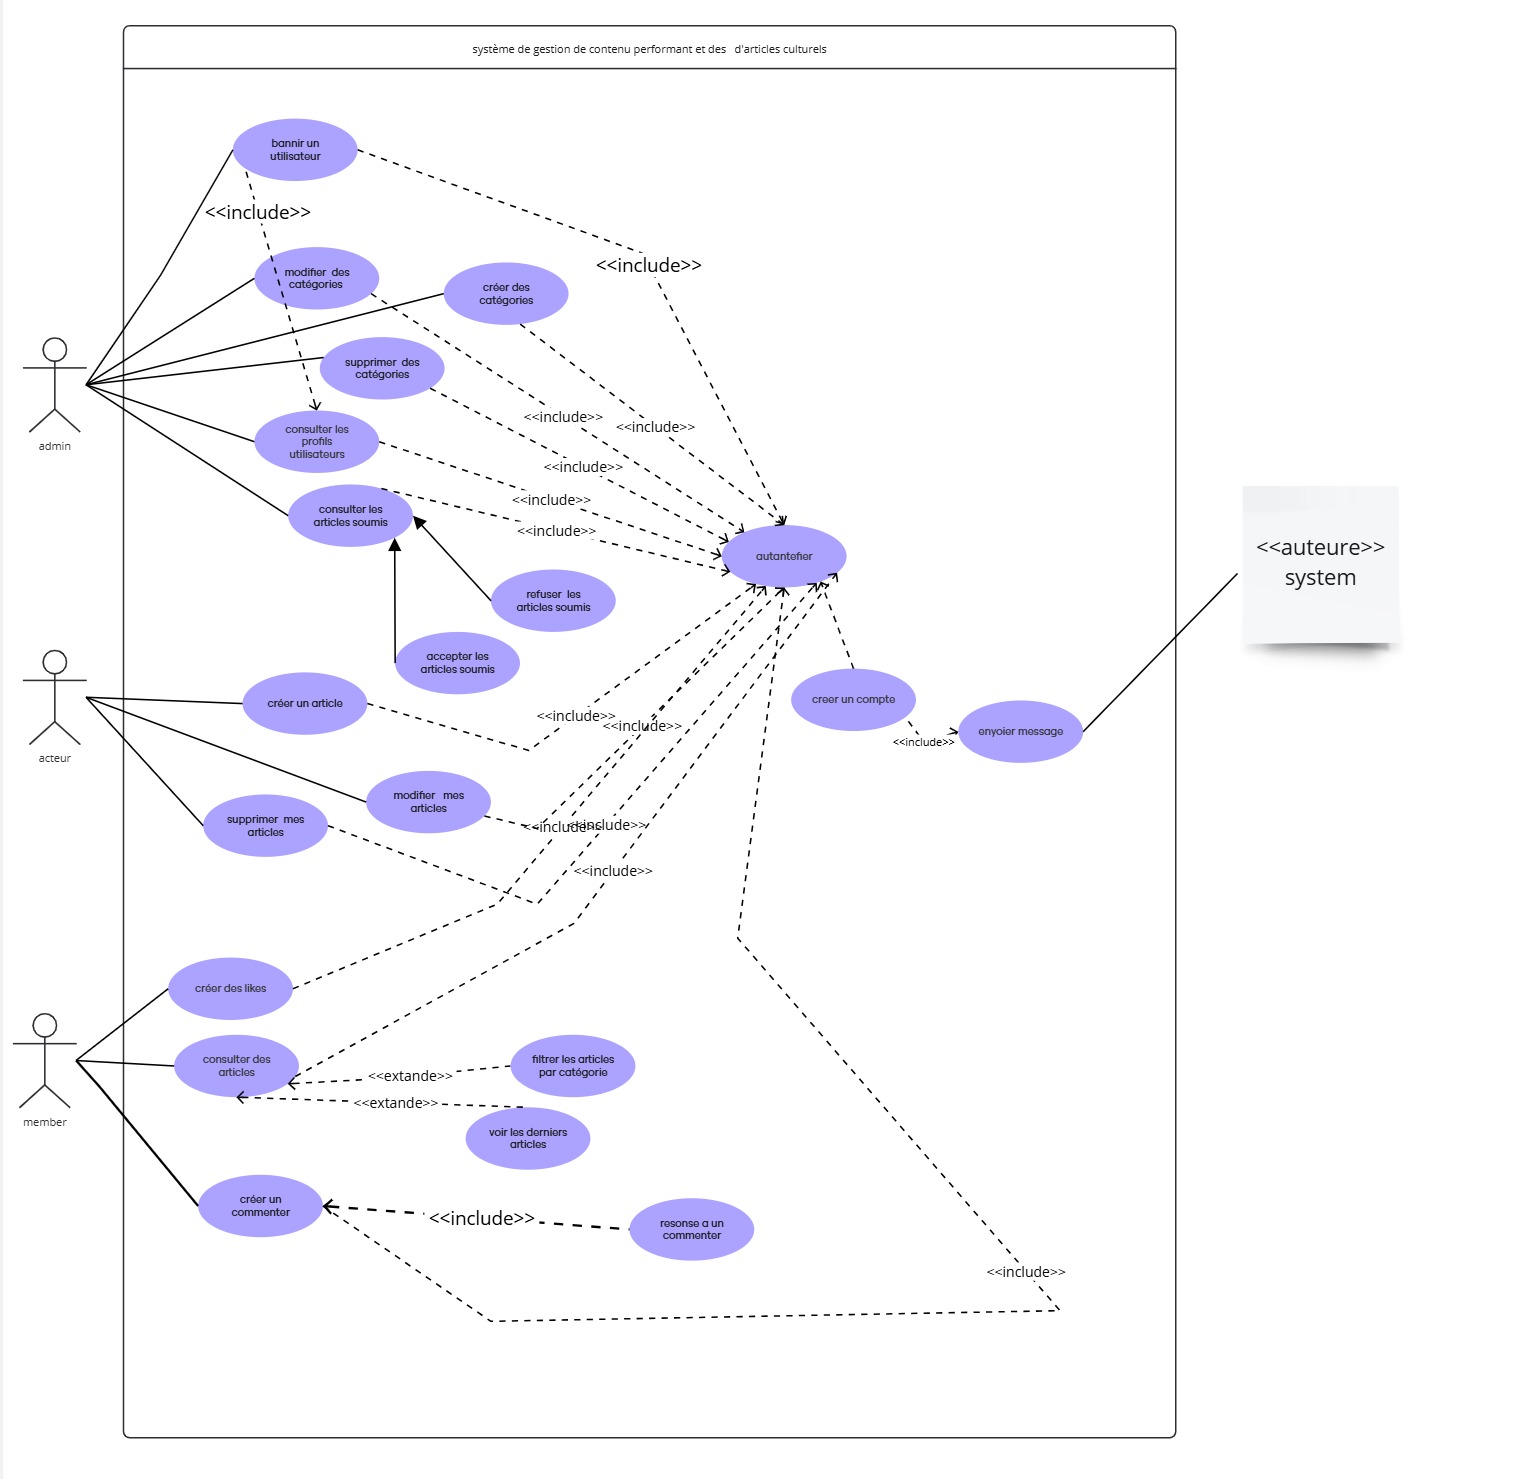 système de gestion de contenu performant et des d'articles culturels
bannir un
utilisateur
<<include>>
<<include>>
modifier des
catégories
créer des
catégories
supprimer des
catégories
admin
consulter les
profils
utilisateurs
<<include>>
<<include>>
<<include>>
<<include>>
<<include>>
consulter les
articles soumis
autantefier
<<auteure>>
system
refuser les
articles soumis
accepter les
articles soumis
acteur
créer un article
<<include>>
<<include>>
creer un compte
<<include>>
enyoier message
modifier mes
articles
supprimer mes
articles
<<include>>
<<include>>
<<include>>
créer des likes
member
consulter des
articles
<<extande>>
filtrer les articles
par catégorie
<<extande>>
voir les derniers
articles
créer un
commenter
<<include>>
resonse a un
commenter
<<include>>